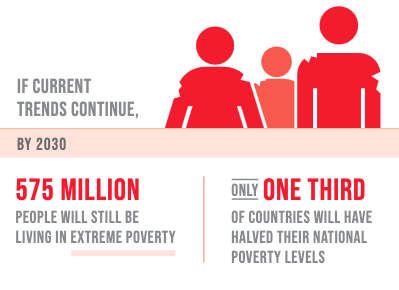 IF CURRENT
TRENDS CONTINUE,
BY 2030
575 MILLION
PEOPLE WILL STILL BE
LIVING IN EXTREME POVERTY
ONLY ONE THIRD
OF COUNTRIES WILL HAVE
HALVED THEIR NATIONAL
POVERTY LEVELS